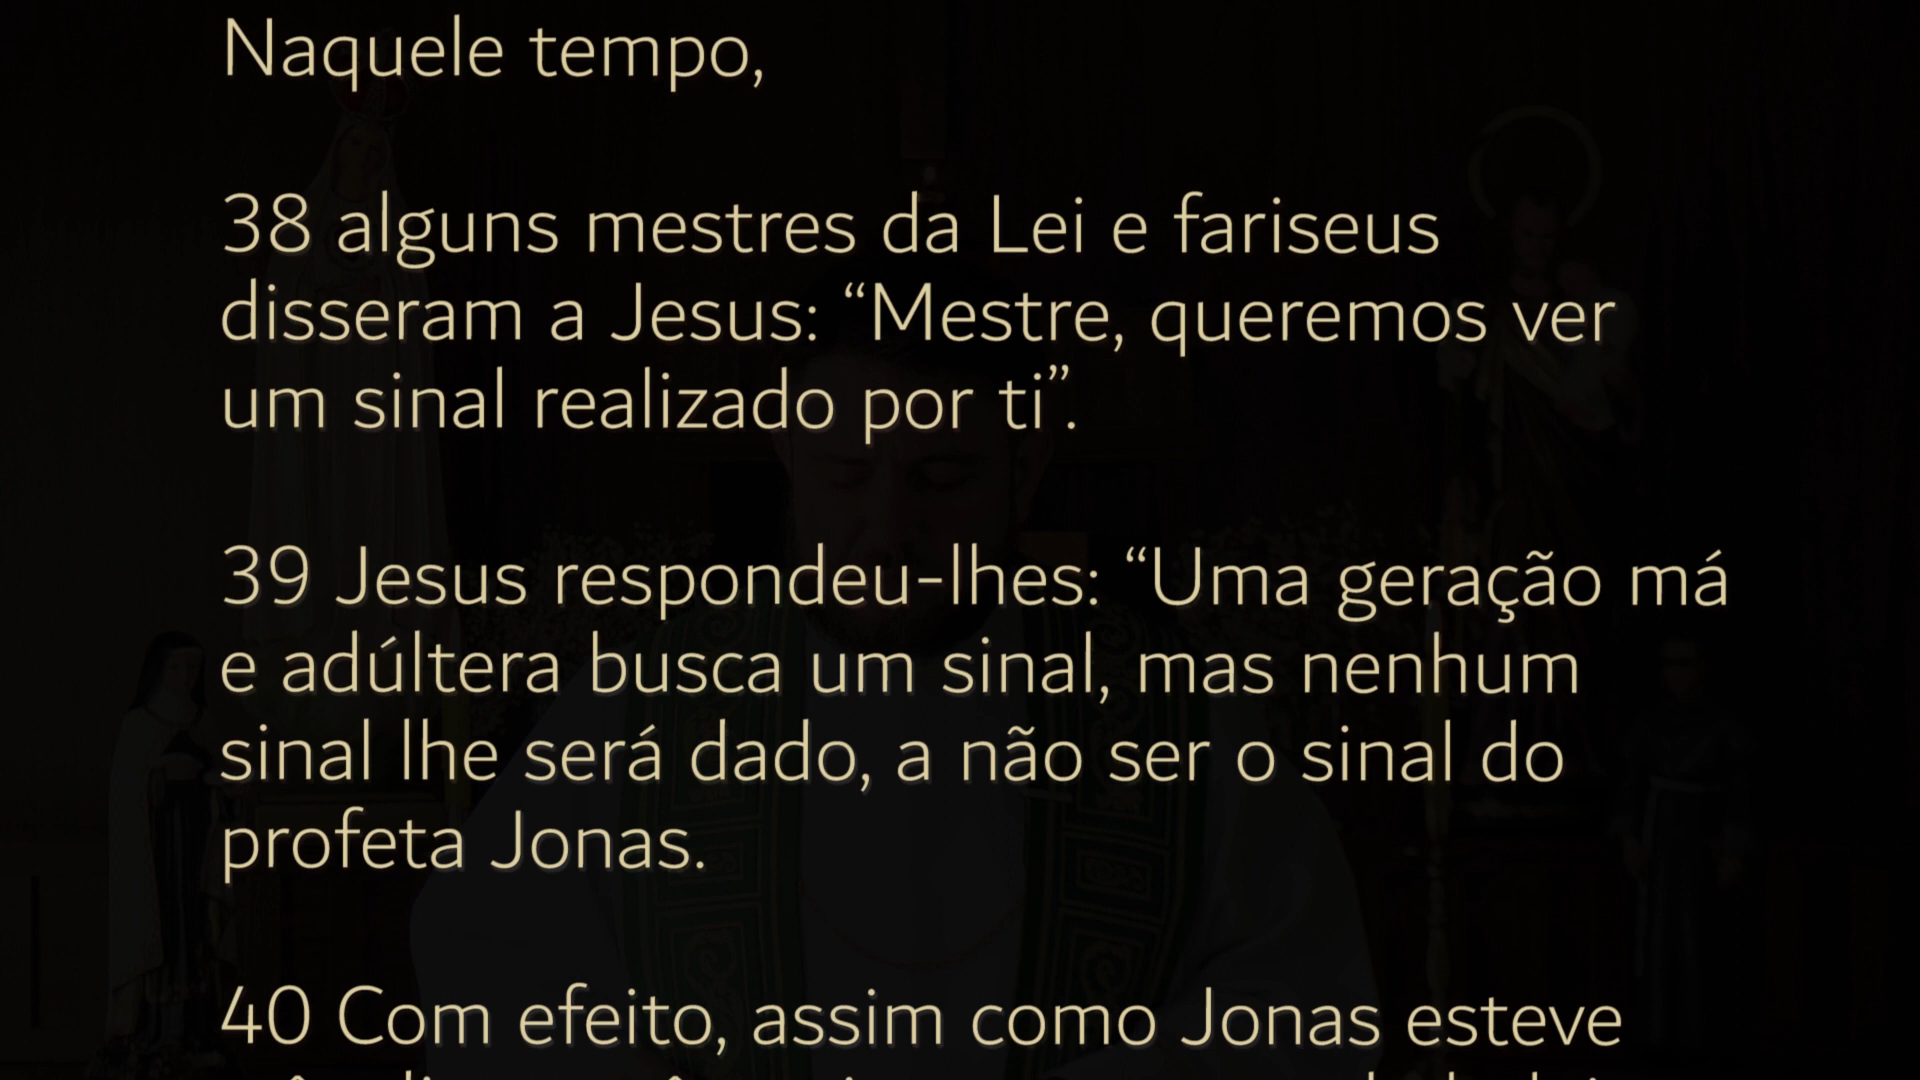 Naquele tempo,
38 alguns mestres da Lei e fariseus
disseram a Jesus: “Mestre, queremos ver
um sinal realizado por ti”.
39 Jesus respondeu-lhes: “Uma geração má
e adúltera busca um sinal, mas nenhum
sinal lhe será dado, a não ser o sinal do
profeta Jonas.
40 Com efeito, assim como Jonas esteve